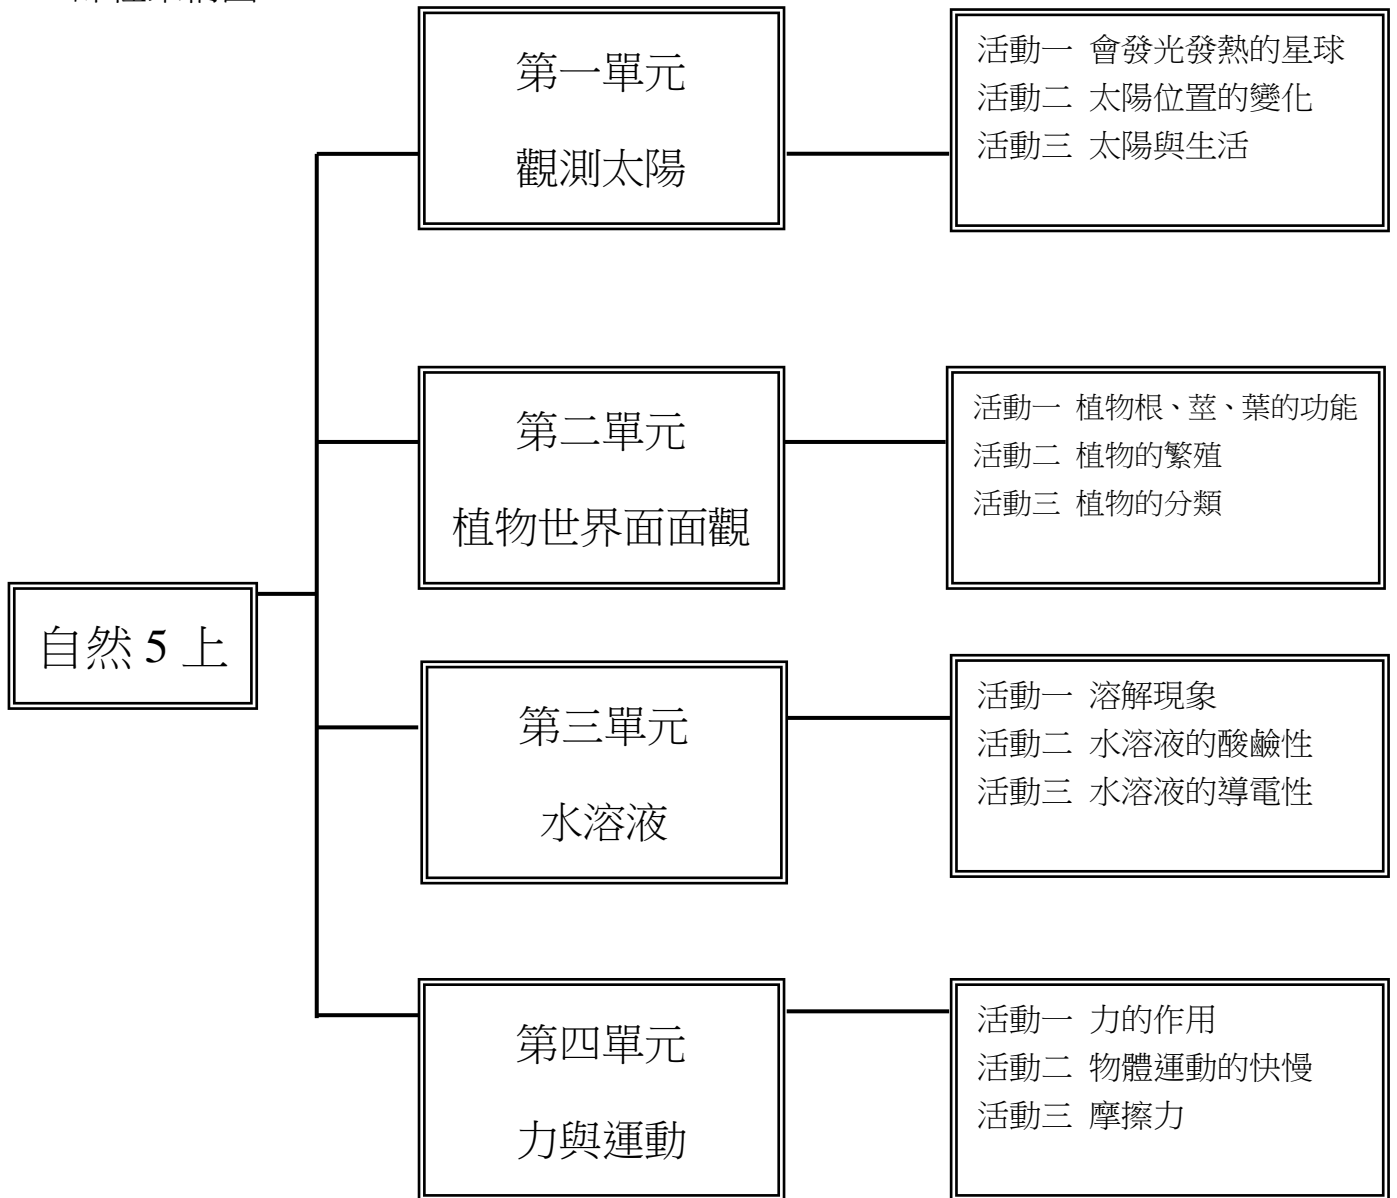 第一單元
觀測太陽
活動一 會發光發熱的星球
活動二 太陽位置的變化
活動三 太陽與生活
第二單元
植物世界面面觀
活動一 植物根、莖、葉的功能
活動二 植物的繁殖
活動三 植物的分類
自然 5 上
第三單元
水溶液
活動一 溶解現象
活動二 水溶液的酸鹼性
活動三 水溶液的導電性
第四單元
力與運動
活動一 力的作用
活動二 物體運動的快慢
活動三 摩擦力